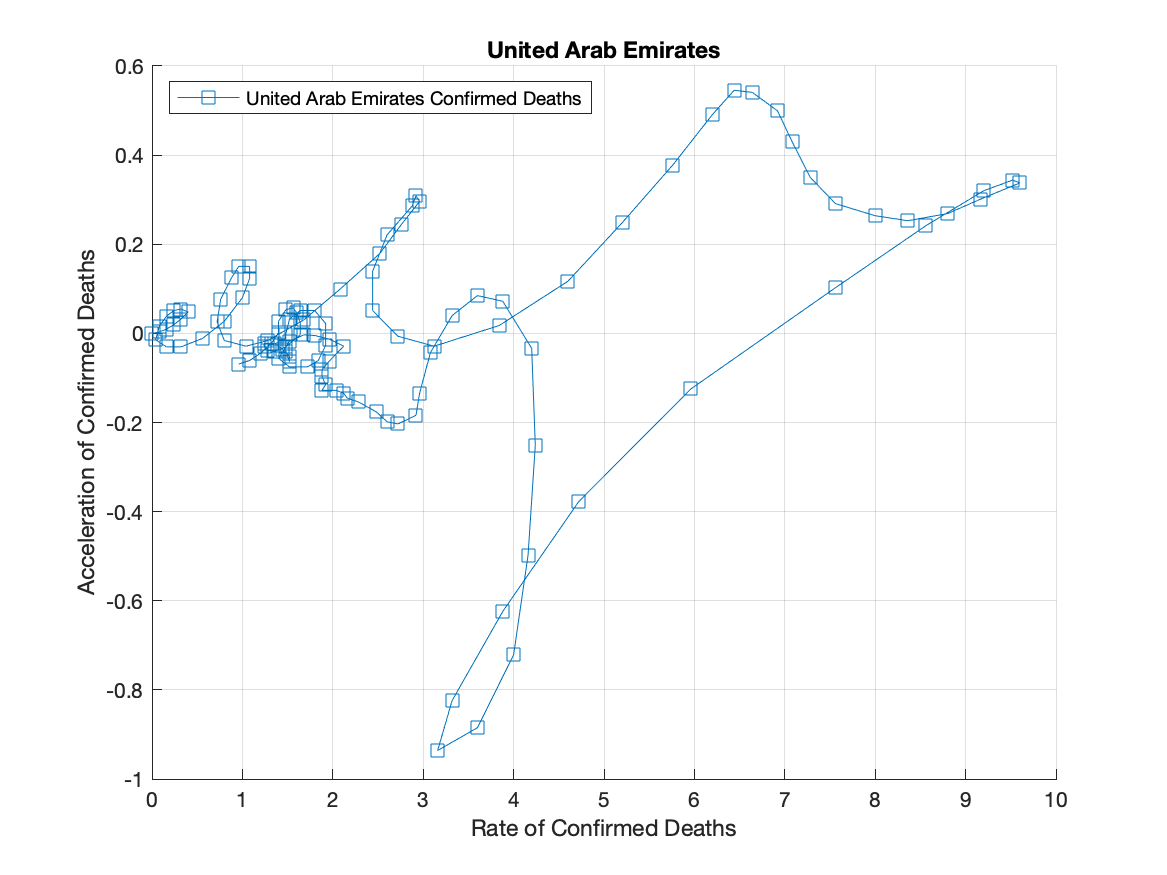 United Arab Emirates
United Arab Emirates Confirmed Deaths
0.6
0.4
0.2
0
-0.2
-0.4
-0.6
-0.8
-1
Acceleration of Confirmed Deaths
0 1 2 3 4 5 6 7 8 9 10
Rate of Confirmed Deaths